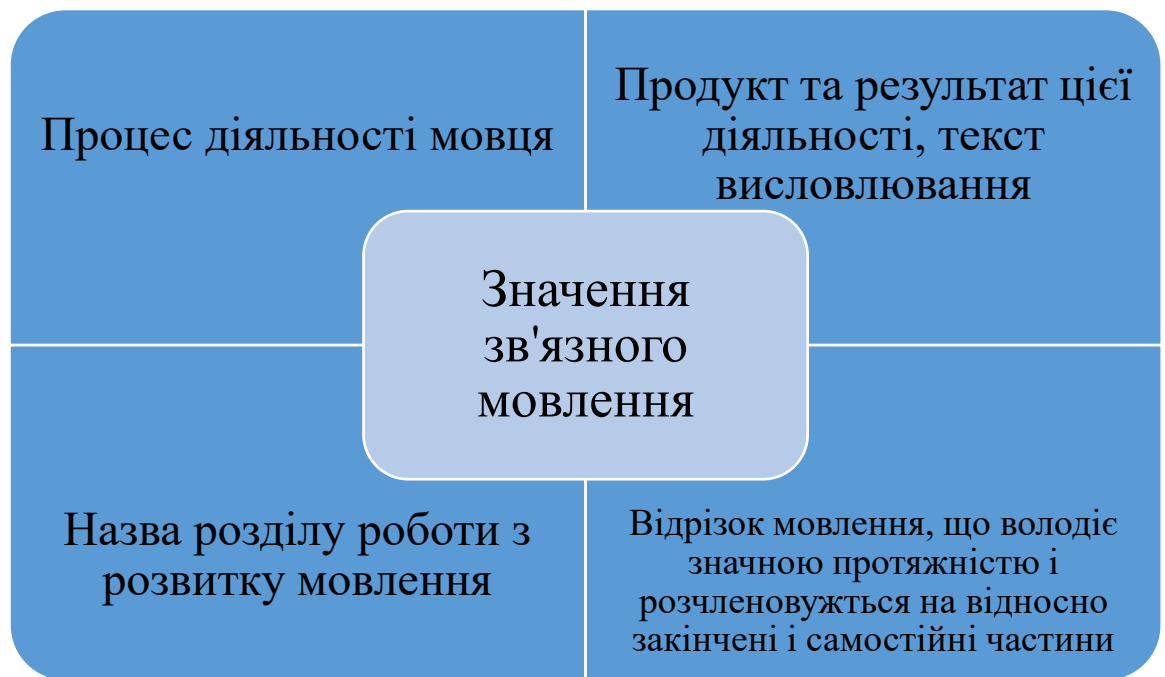 Процес діяльності мовця
Продукт та результат цієї
діяльності, текст
висловлювання
Значення
зв'язного
мовлення
Назва розділу роботи з
розвитку мовлення
Відрізок мовлення, що володіє
значною протяжністю і
розчленовужться на відносно
закінчені і самостійні частини